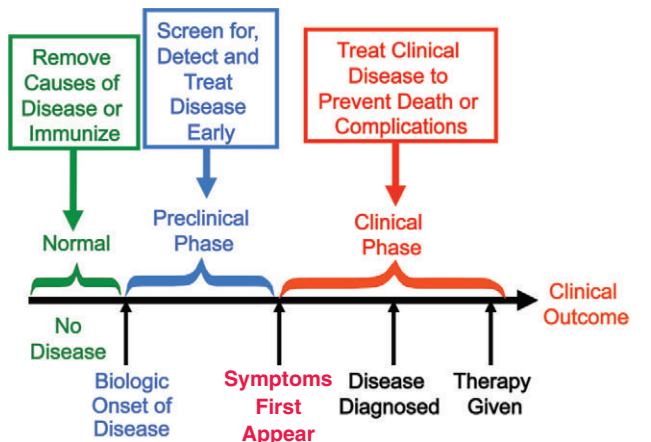 Remove
Causes of
Disease or
Immunize
Screen for,
Detect and
Treat
Disease
Early
Treat Clinical
Disease to
Prevent Death or
Complications
Normal
Preclinical
Phase
Clinical
Phase
No
Disease
Clinical
Outcome
Biologic
Onset of
Disease
Symptoms
First
Appear
Disease
Diagnosed
Therapy
Given